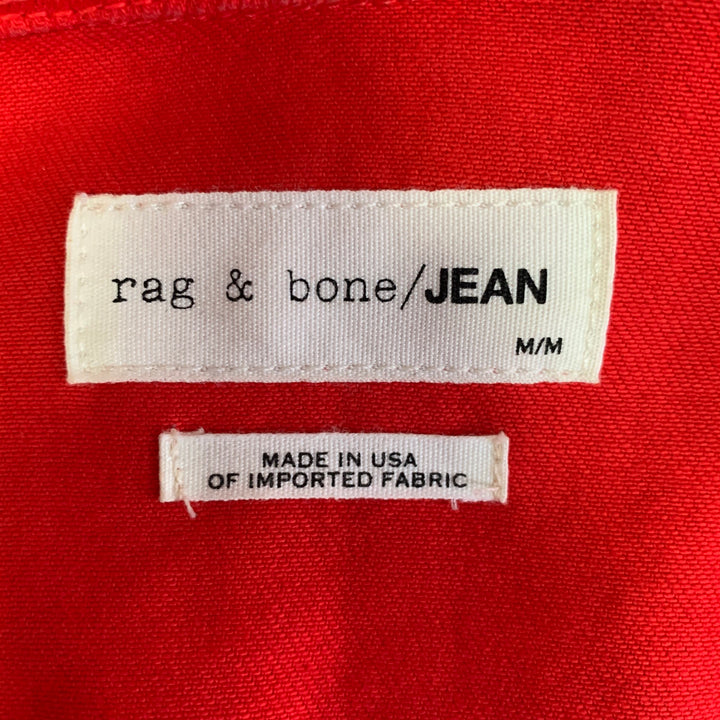 rag & bone/JEAN
M/M
MADE IN USA
OF IMPORTED FABRIC